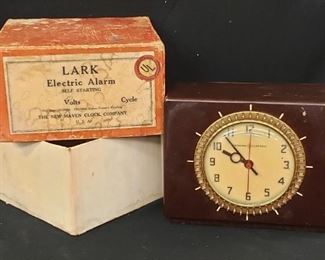 LARK
Electric Alarm
SELF STARTING
Volts Cycle
THE NEW HAVEN CLOCK COMPANY
U.S.A.
UL
12
1
2
3
4
5
6
7
8
9
10
11